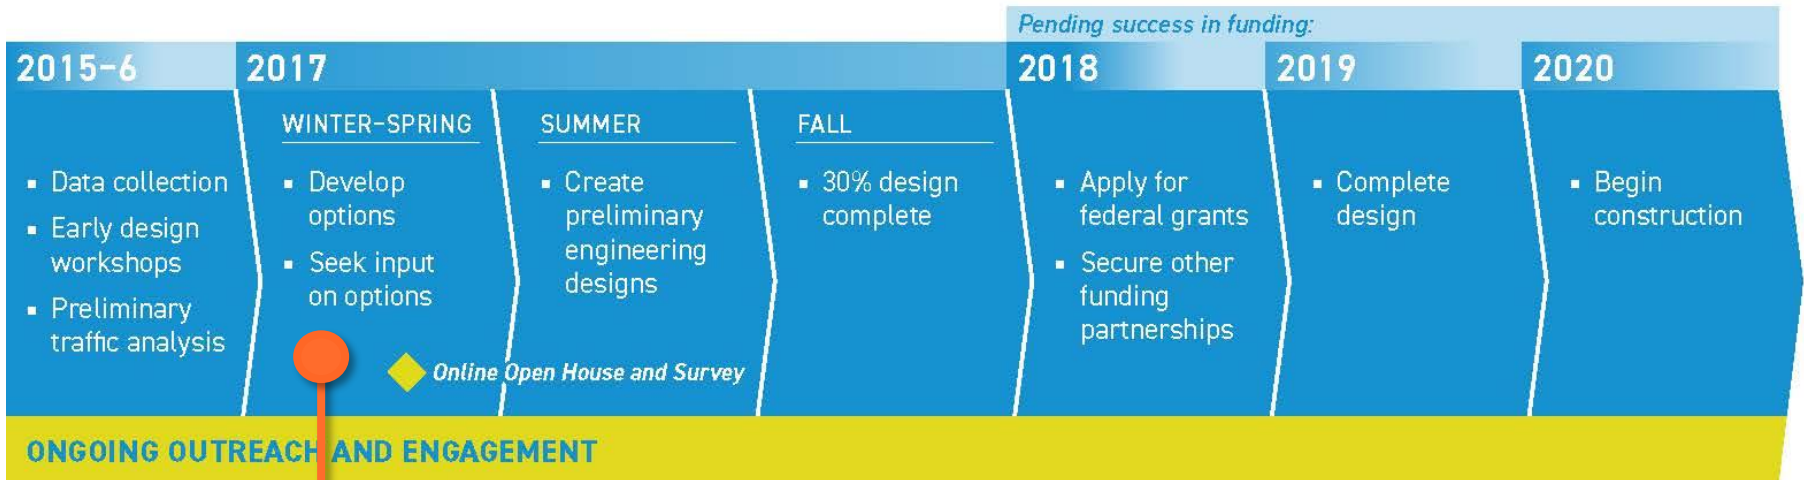 Pending success in funding:
2015-6
2017
2018
2019
2020
WINTER-SPRING
SUMMER
FALL
▪ Data collection
▪ Early design
workshops
▪ Preliminary
traffic analysis
▪ Develop
options
▪ Seek input
on options
▪ Create
preliminary
engineering
designs
▪ 30% design
complete
▪ Apply for
federal grants
▪ Secure other
funding
partnerships
▪ Complete
design
▪ Begin
construction
Online Open House and Survey
ONGOING OUTREACH AND ENGAGEMENT